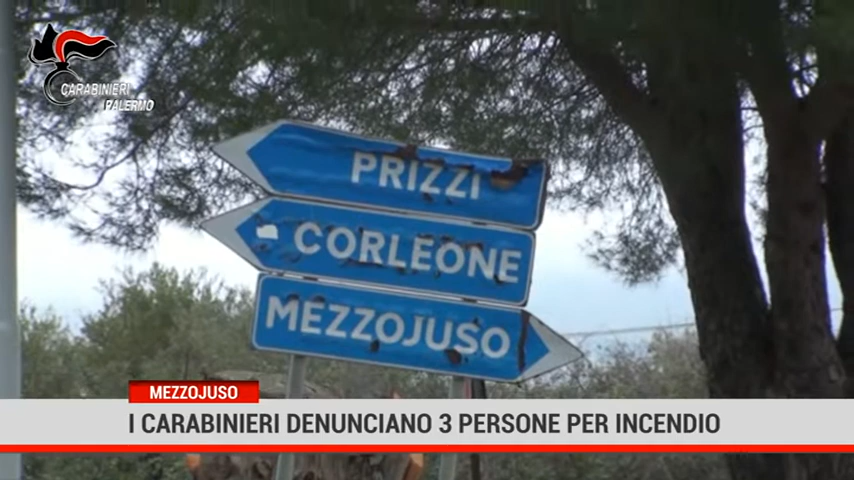 CARABINIERI
PALERMO
PRIZZI
CORLEONE
MEZZOJUSO
MEZZOJUSO
I CARABINIERI DENUNCIANO 3 PERSONE PER INCENDIO